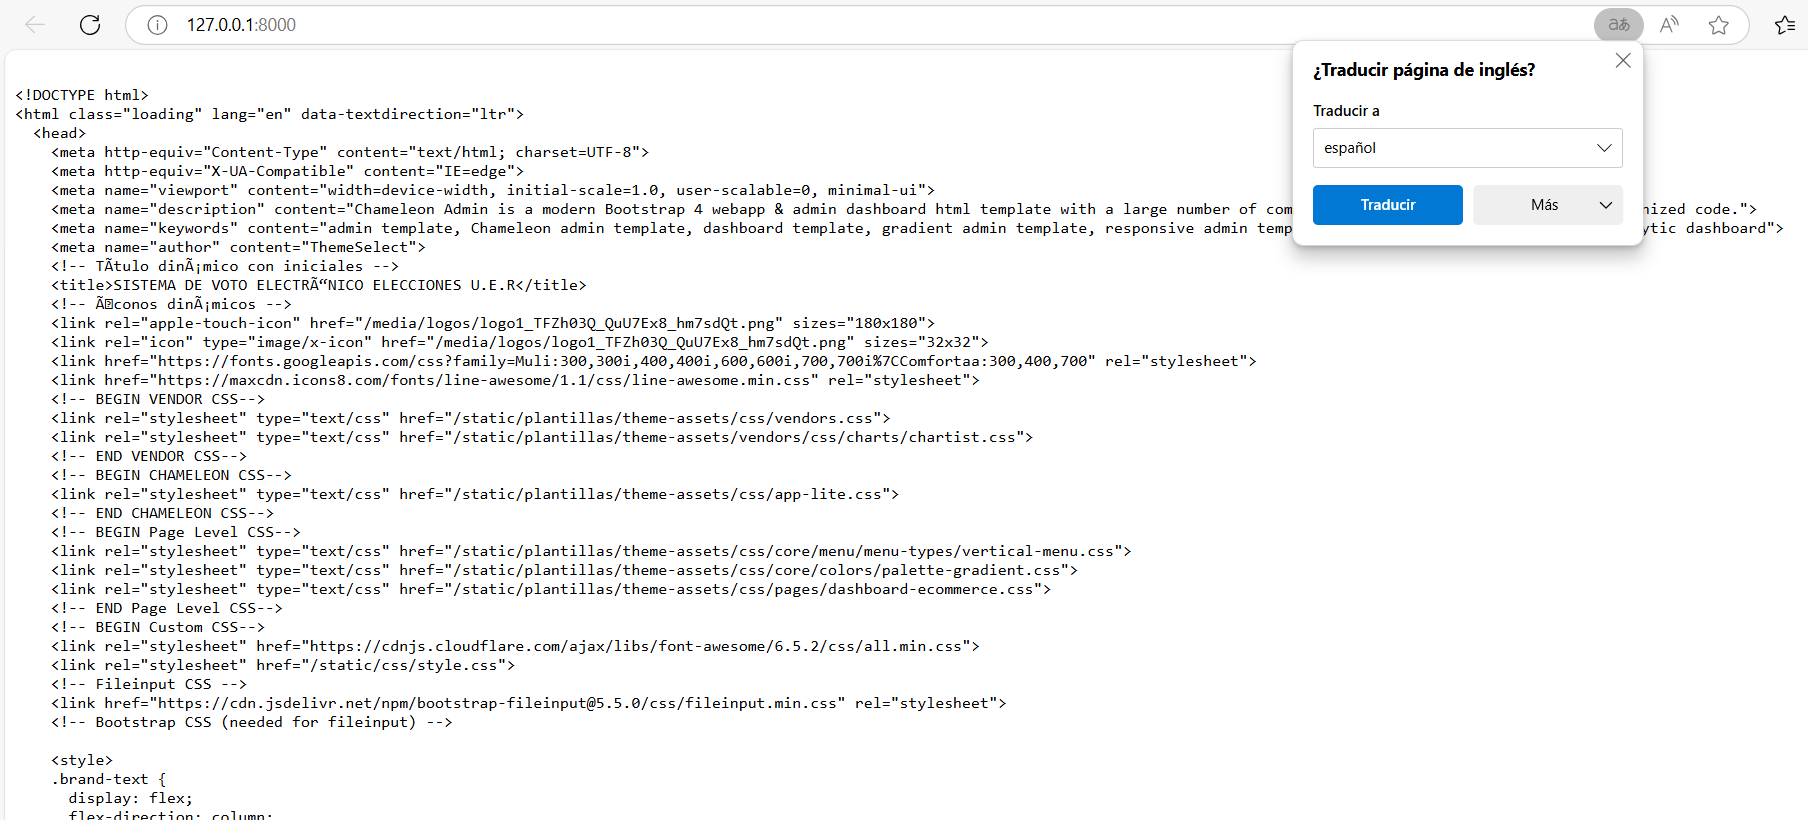 127.0.0.1:8000
¿Traducir página de inglés?
Traducir a
español
Traducir
Más
<!DOCTYPE html>
<html class="loading" lang="en" data-textdirection="ltr">
<head>
<meta http-equiv="Content-Type" content="text/html; charset=UTF-8">
<meta http-equiv="X-UA-Compatible" content="IE=edge">
<meta name="viewport" content="width=device-width, initial-scale=1.0, user-scalable=0, minimal-ui">
<meta name="description" content="Chameleon Admin is a modern Bootstrap 4 webapp & admin dashboard html template with a large number of com nized code.">
<meta name="keywords" content="admin template, Chameleon admin template, dashboard template, gradient admin template, responsive admin temp ytic dashboard">
<meta name="author" content="ThemeSelect">
<!-- TÃtulo dinÃ¡mico con iniciales -->
<title>SISTEMA DE VOTO ELECTRÃ“NICO ELECCIONES U.E.R</title>
<!-- Ãconos dinÃ¡micos -->
<link rel="apple-touch-icon" href="/media/logos/logo1_TFZh03Q_QuU7Ex8_hm7sdQt.png" sizes="180x180">
<link rel="icon" type="image/x-icon" href="/media/logos/logo1_TFZh03Q_QuU7Ex8_hm7sdQt.png" sizes="32x32">
<link href="https://fonts.googleapis.com/css?family=Muli:300,300i,400,400i,600,600i,700,700i%7CComfortaa:300,400,700" rel="stylesheet">
<link href="https://maxcdn.icons8.com/fonts/line-awesome/1.1/css/line-awesome.min.css" rel="stylesheet">
<!-- BEGIN VENDOR CSS-->
<link rel="stylesheet" type="text/css" href="/static/plantillas/theme-assets/css/vendors.css">
<link rel="stylesheet" type="text/css" href="/static/plantillas/theme-assets/vendors/css/charts/chartist.css">
<!-- END VENDOR CSS-->
<!-- BEGIN CHAMELEON CSS-->
<link rel="stylesheet" type="text/css" href="/static/plantillas/theme-assets/css/app-lite.css">
<!-- END CHAMELEON CSS-->
<!-- BEGIN Page Level CSS-->
<link rel="stylesheet" type="text/css" href="/static/plantillas/theme-assets/css/core/menu/menu-types/vertical-menu.css">
<link rel="stylesheet" type="text/css" href="/static/plantillas/theme-assets/css/core/colors/palette-gradient.css">
<link rel="stylesheet" type="text/css" href="/static/plantillas/theme-assets/css/pages/dashboard-ecommerce.css">
<!-- END Page Level CSS-->
<!-- BEGIN Custom CSS-->
<link rel="stylesheet" href="https://cdnjs.cloudflare.com/ajax/libs/font-awesome/6.5.2/css/all.min.css">
<link rel="stylesheet" href="/static/css/style.css">
<!-- Fileinput CSS -->
<link href="https://cdn.jsdelivr.net/npm/bootstrap-fileinput@5.5.0/css/fileinput.min.css" rel="stylesheet">
<!-- Bootstrap CSS (needed for fileinput) -->
<style>
.brand-text {
display: flex;
flex-direction: column;